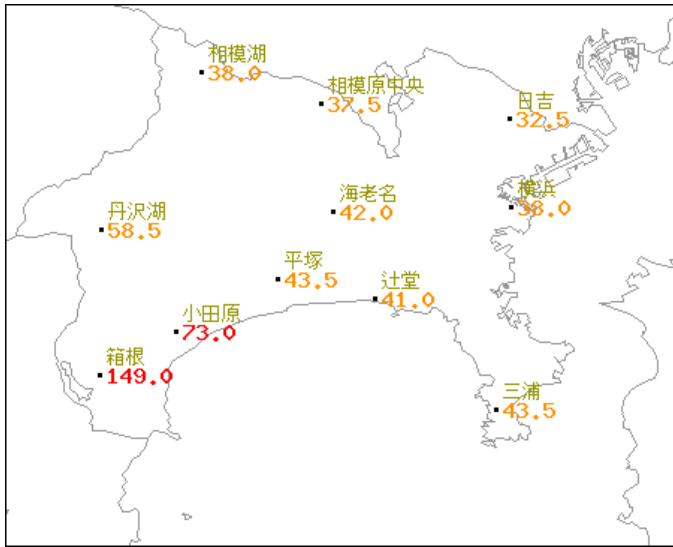 相模湖
38.0
相模原中央
37.5
日吉
32.5
海老名
42.0
横浜
38.0
丹沢湖
58.5
平塚
43.5
辻堂
41.0
小田原
73.0
箱根
149.0
三浦
43.5